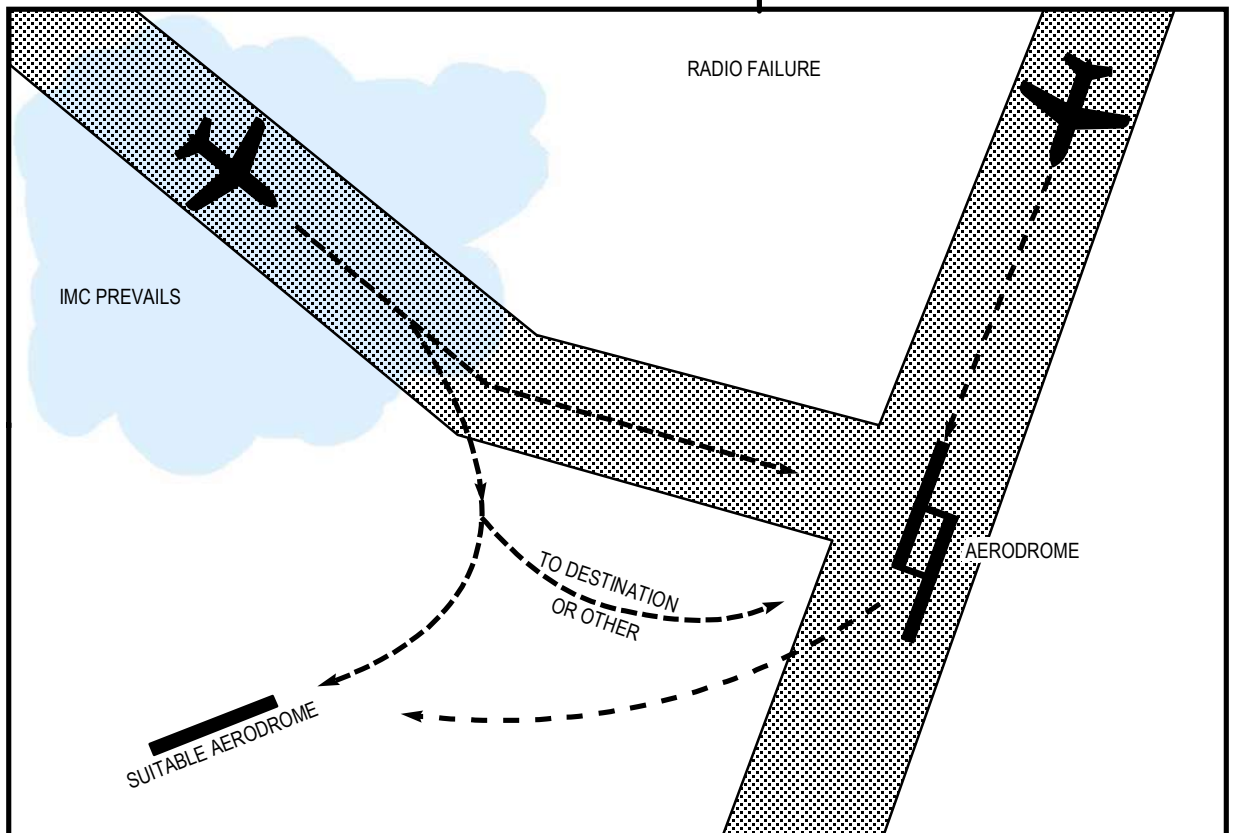 RADIO FAILURE
IMC PREVAILS
AERODROME
TO DESTINATION
OR OTHER
SUITABLE AERODROME